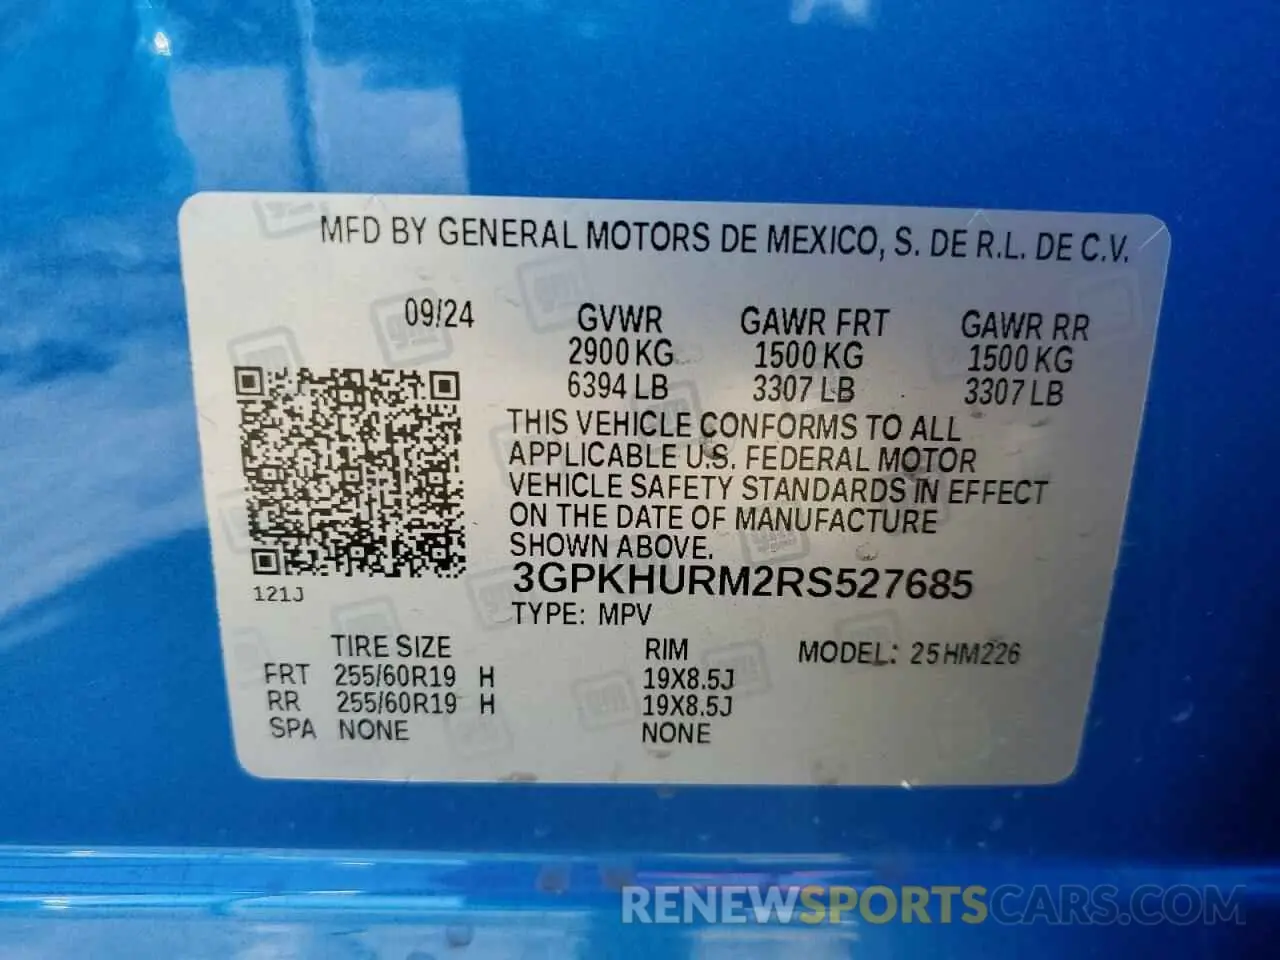 MFD BY GENERAL MOTORS DE MEXICO, S. DE R.L. DE C.V.
09/24 GVWR GAWR FRT GAWR RR
2900 KG 1500 KG 1500 KG
6394 LB 3307 LB 3307 LB
THIS VEHICLE CONFORMS TO ALL
APPLICABLE U.S. FEDERAL MOTOR
VEHICLE SAFETY STANDARDS IN EFFECT
ON THE DATE OF MANUFACTURE
SHOWN ABOVE.
3GPKHURM2RS527685
121J
TYPE: MPV
TIRE SIZE RIM MODEL: 25HM226
FRT 255/60R19 H 19X8.5J
RR 255/60R19 H 19X8.5J
SPA NONE NONE
RENEWSPORTSCARS.COM